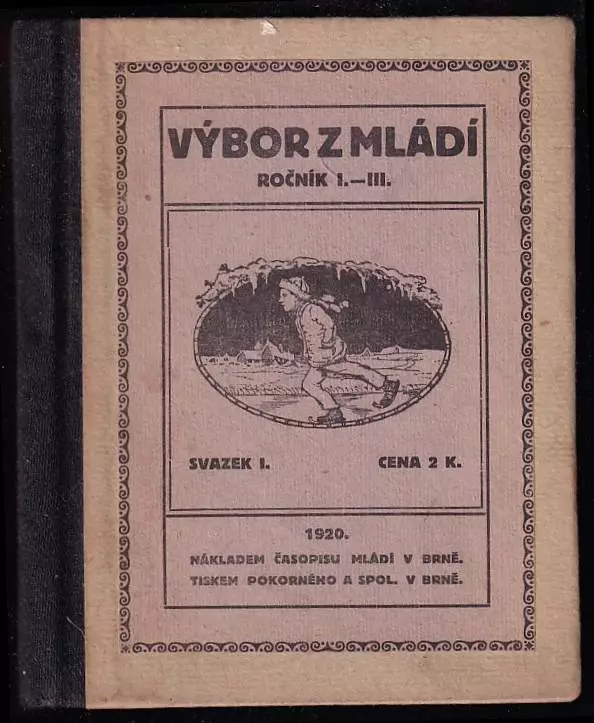 VÝBOR Z MLÁDÍ
ROČNÍK I.—III.
SVAZEK I. CENA 2 K.
1920.
NÁKLADEM ČASOPISU MLÁDÍ V BRNĚ.
TISKEM POKORNÉHO A SPOL. V BRNĚ.